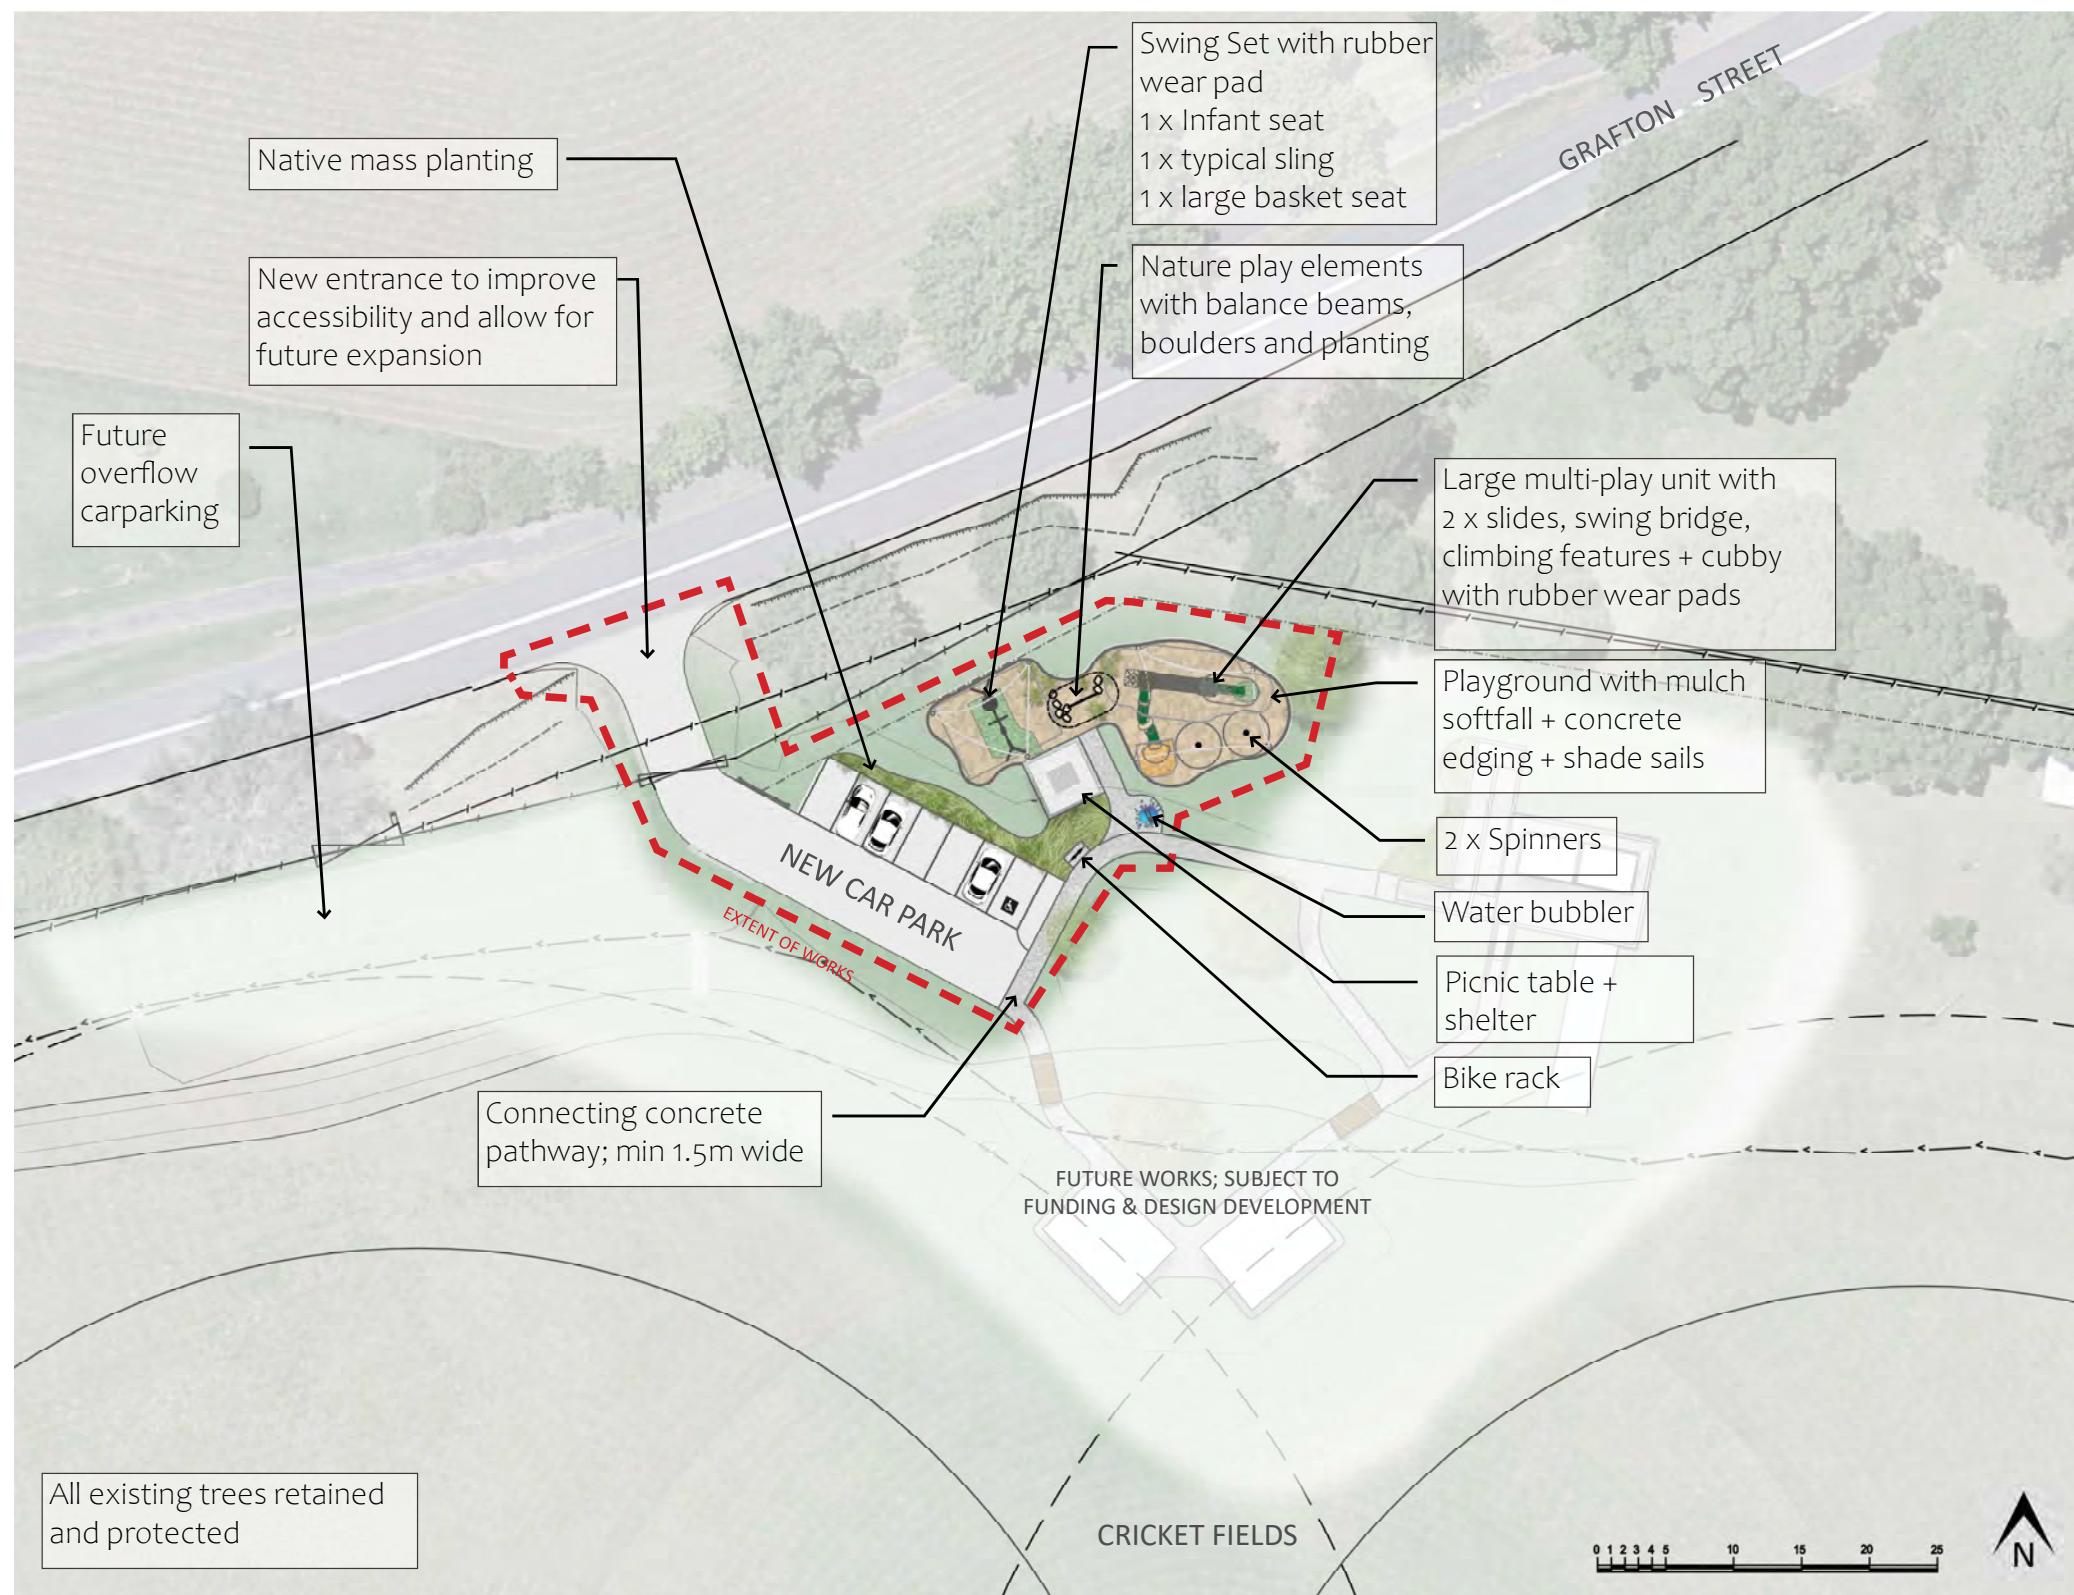 Swing Set with rubber
wear pad
1 x Infant seat
1 x typical sling
1 x large basket seat
GRAFTON STREET
Native mass planting
Nature play elements
with balance beams,
boulders and planting
New entrance to improve
accessibility and allow for
future expansion
Future
overflow
carparking
Large multi-play unit with
2 x slides, swing bridge,
climbing features + cubby
with rubber wear pads
Playground with mulch
softfall + concrete
edging + shade sails
2 x Spinners
Water bubbler
Picnic table +
shelter
Bike rack
NEW CAR PARK
EXTENT OF WORKS
Connecting concrete
pathway; min 1.5m wide
FUTURE WORKS; SUBJECT TO
FUNDING & DESIGN DEVELOPMENT
All existing trees retained
and protected
CRICKET FIELDS
0 1 2 3 4 5 10 15 20 25
N